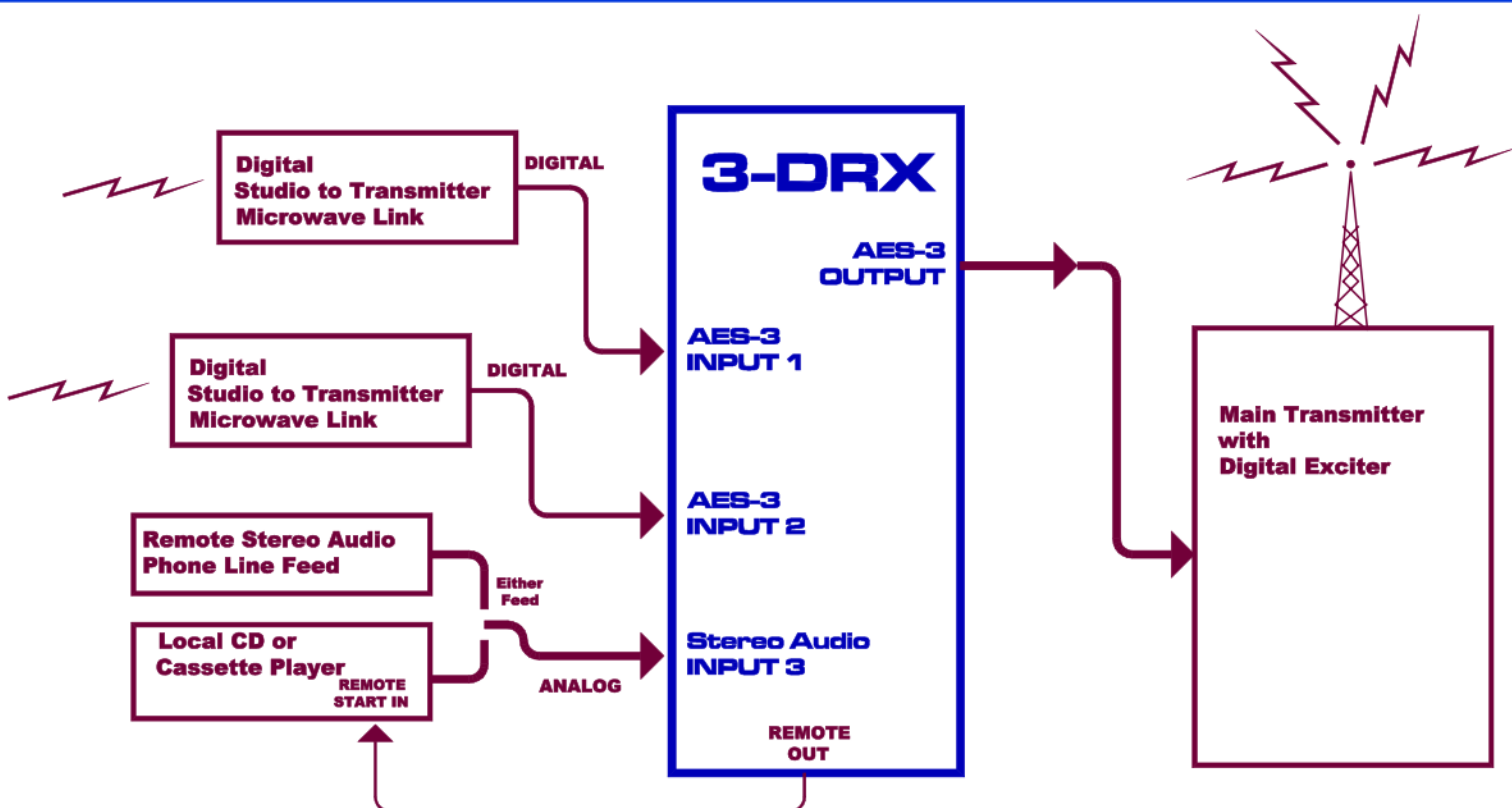 Digital
Studio to Transmitter
Microwave Link
DIGITAL
Digital
Studio to Transmitter
Microwave Link
DIGITAL
Remote Stereo Audio
Phone Line Feed
Either
Feed
Local CD or
Cassette Player
REMOTE
START IN
ANALOG
3-DRX
AES-3
OUTPUT
AES-3
INPUT 1
AES-3
INPUT 2
Stereo Audio
INPUT 3
REMOTE
OUT
Main Transmitter
with
Digital Exciter